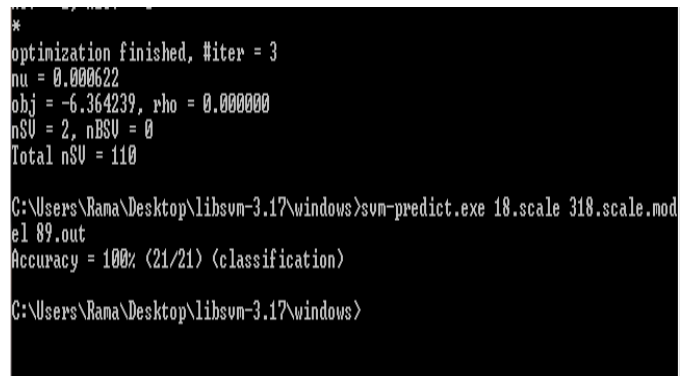 *
optimization finished, #iter = 3
nu = 0.000622
obj = -6.364239, rho = 0.000000
nSV = 2, nBSV = 0
Total nSV = 110
C:\Users\Rama\Desktop\libsvm-3.17\windows>svm-predict.exe 18.scale 318.scale.mod
el 89.out
Accuracy = 100% (21/21) (classification)
C:\Users\Rama\Desktop\libsvm-3.17\windows>